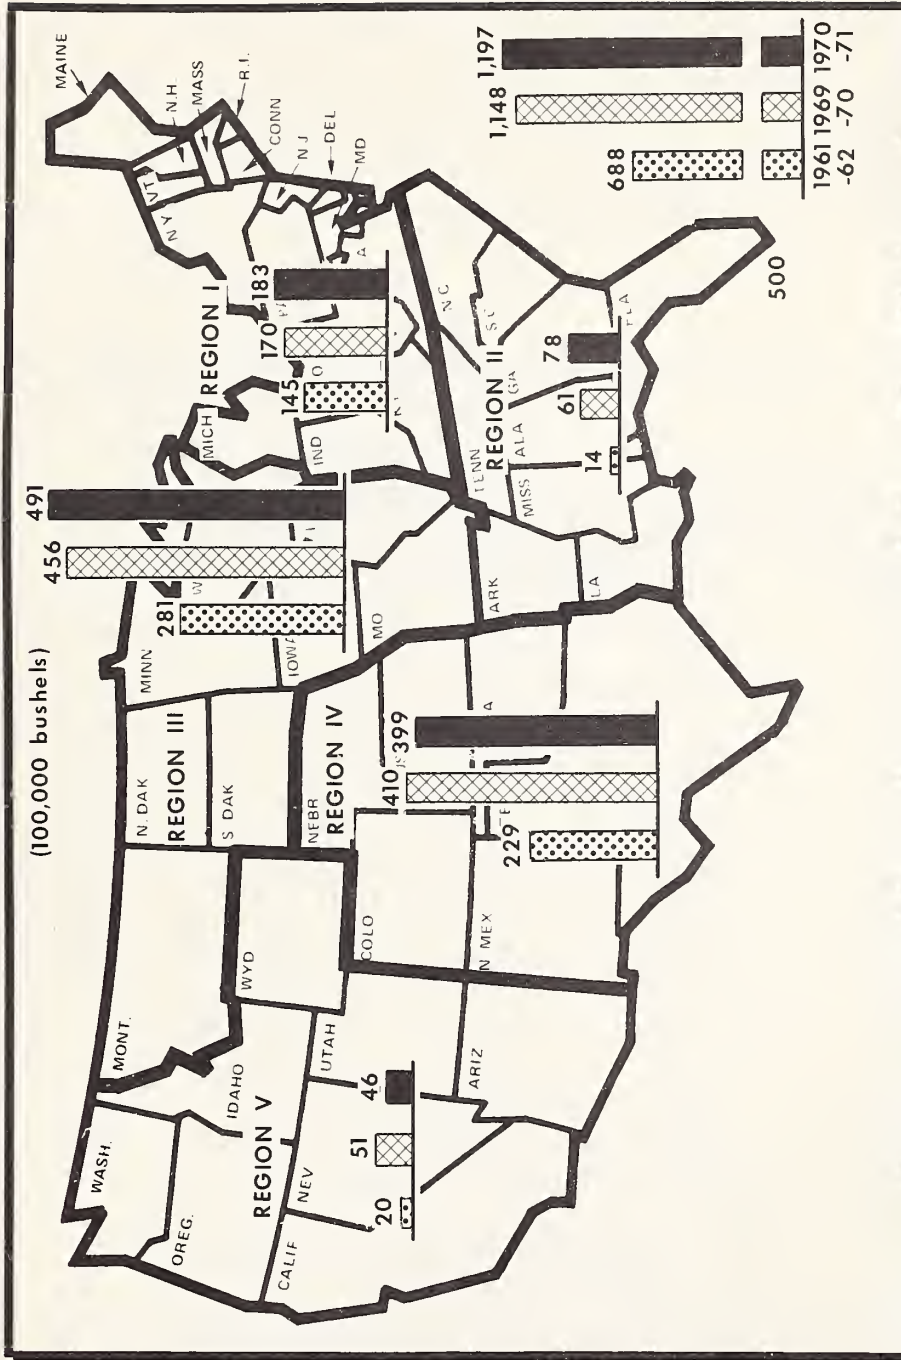 (100,000 bushels)
MAINE
VT
N.H.
MASS
R.I.
CONN
N J
DEL
MD
NY
REGION I
MICH
IND
145
170
183
WASH.
MONT.
N. DAK
MINN
REGION III
S DAK
IOWA
281
456
491
OREG.
IDAHO
WYD
NEBR
REGION IV
MO
229
410
399
REGION V
NEV
UTAH
COLO
CALIF
20
51
46
ARIZ
N MEX
ARK
LA
TENN
N C
REGION II
MISS
ALA
GA
14
61
78
500
688
1,148
1,197
1961 1969 1970
-62 -70 -71